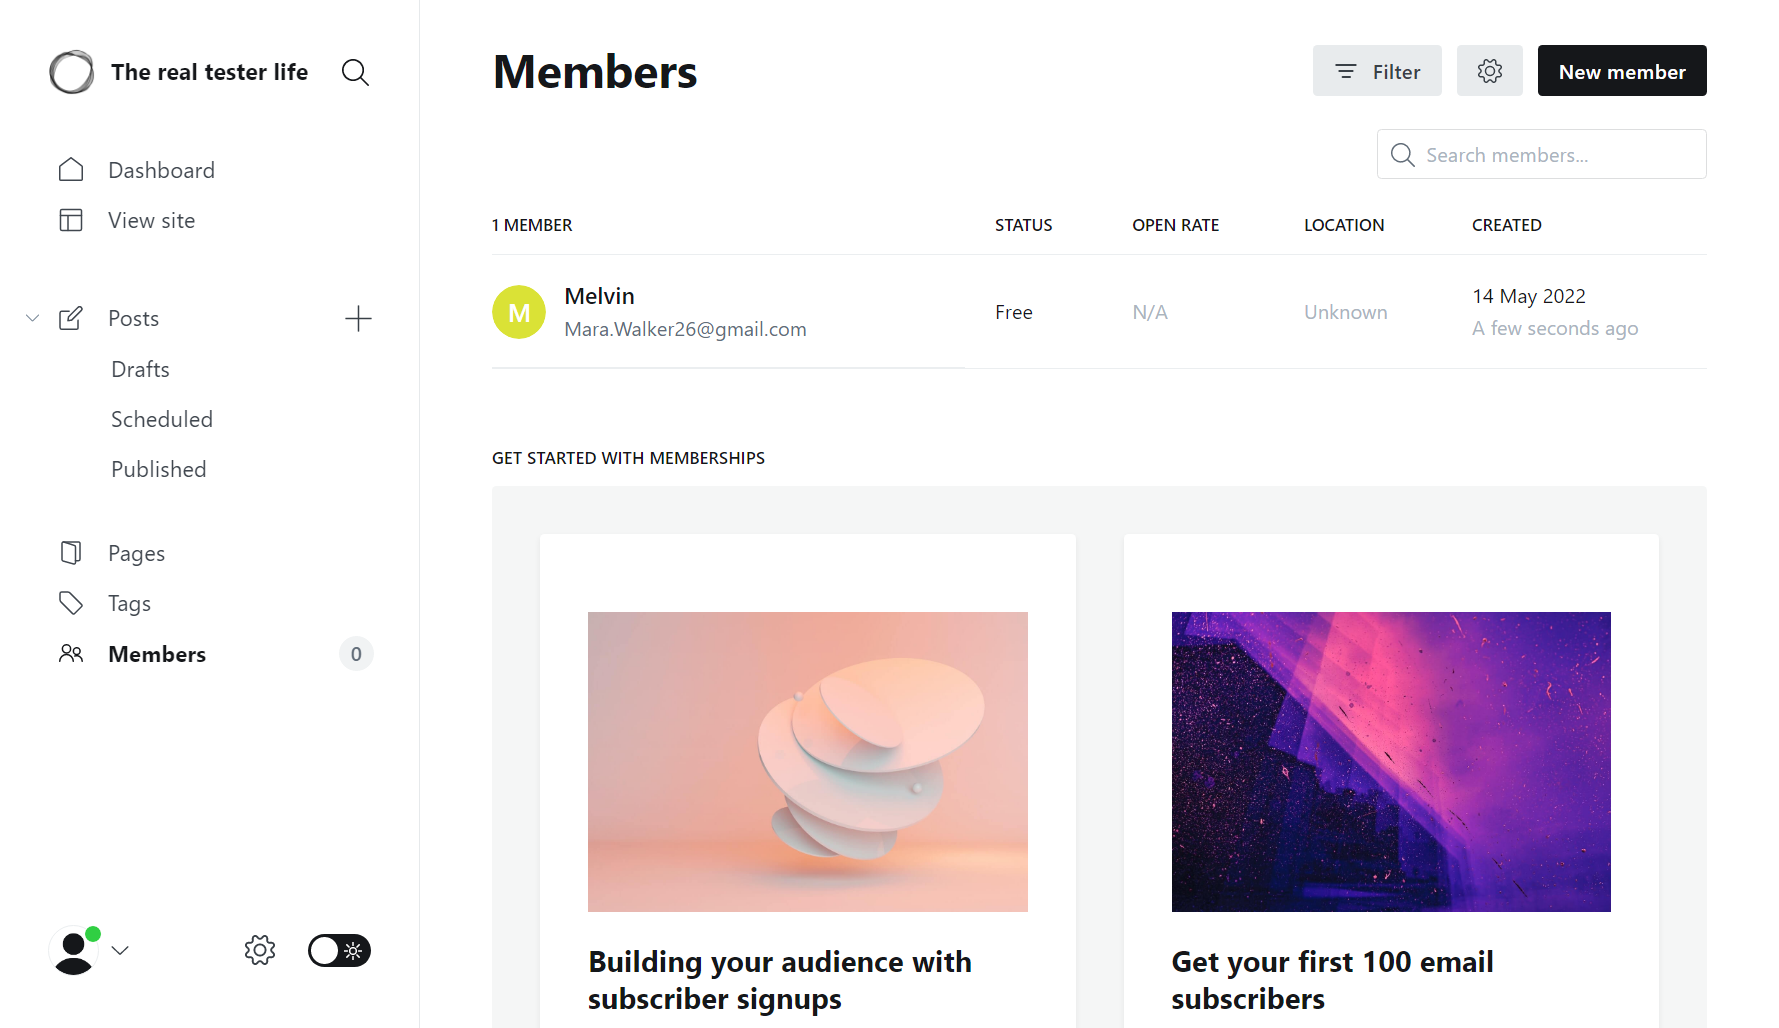 The real tester life
Dashboard
View site
Posts
Drafts
Scheduled
Published
Pages
Tags
Members
0
Members
Filter
New member
Search members...
1 MEMBER STATUS OPEN RATE LOCATION CREATED
M
Melvin
Mara.Walker26@gmail.com
Free
N/A
Unknown
14 May 2022
A few seconds ago
GET STARTED WITH MEMBERSHIPS
Building your audience with
subscriber signups
Get your first 100 email
subscribers